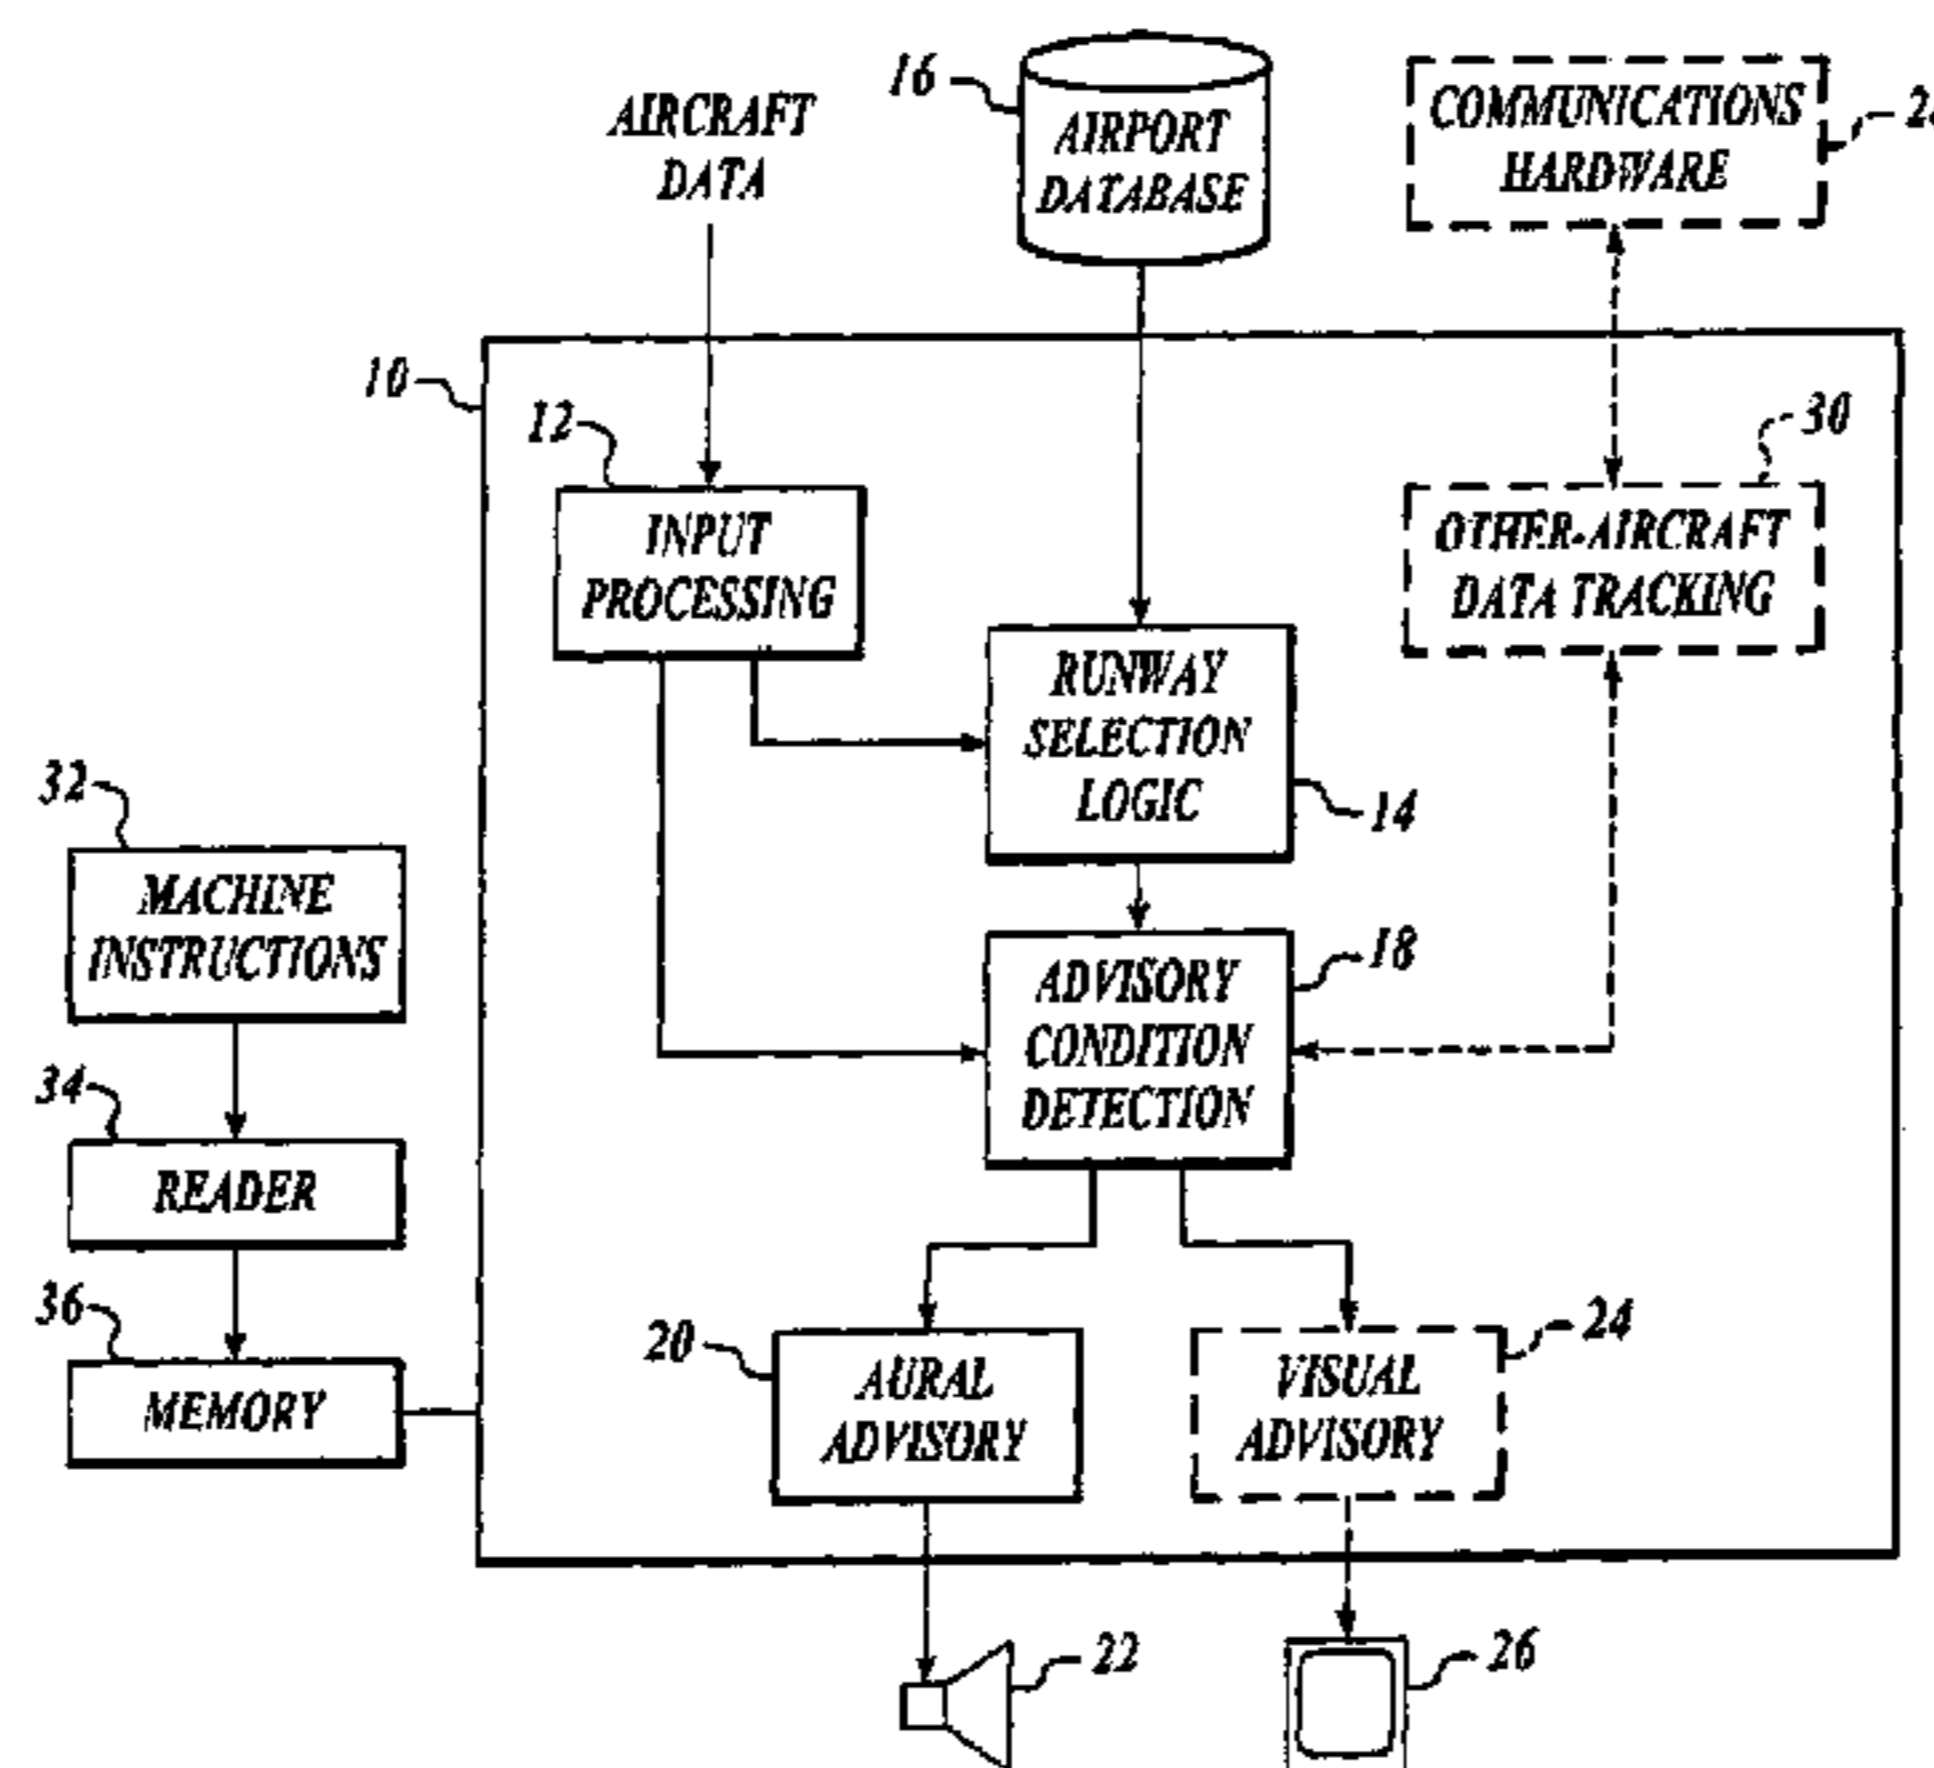 AIRCRAFT
DATA
16
AIRPORT
DATABASE
COMMUNICATIONS
HARDWARE
10
12
INPUT
PROCESSING
30
OTHER-AIRCRAFT
DATA TRACKING
RUNWAY
SELECTION
LOGIC
14
32
MACHINE
INSTRUCTIONS
18
ADVISORY
CONDITION
DETECTION
34
READER
36
MEMORY
20
AURAL
ADVISORY
24
VISUAL
ADVISORY
22
26